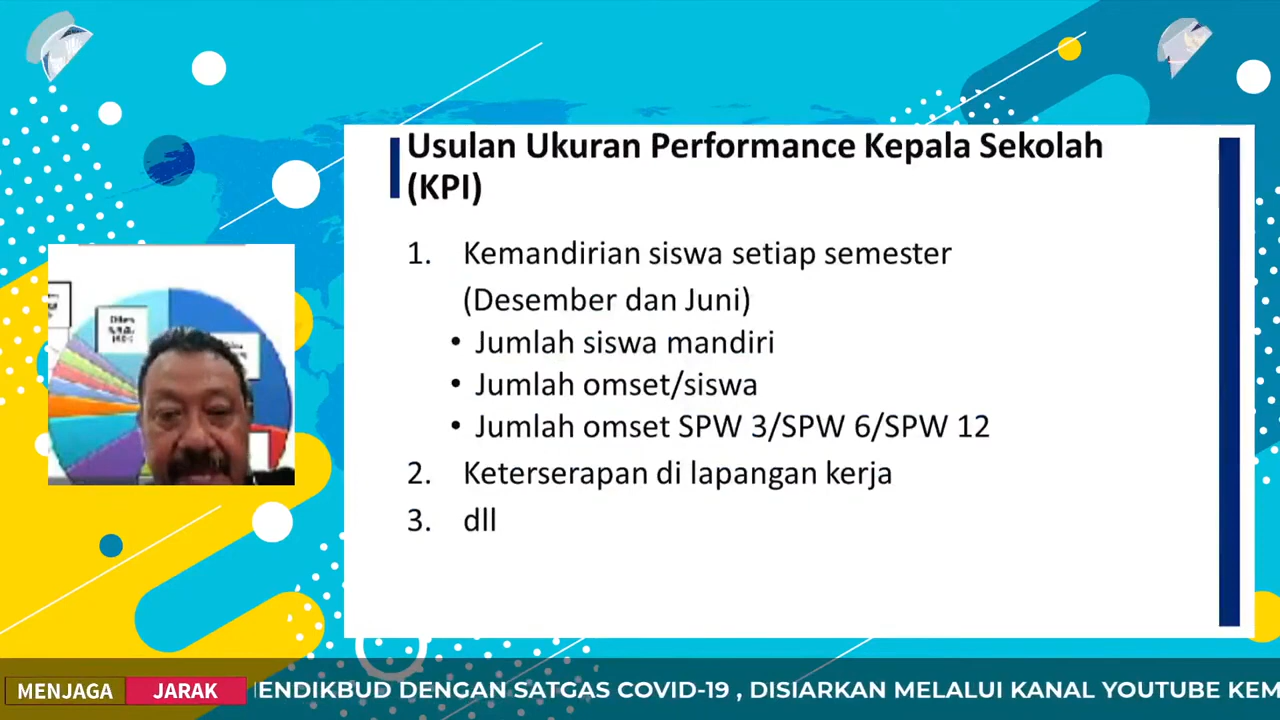 Usulan Ukuran Performance Kepala Sekolah
(KPI)
1. Kemandirian siswa setiap semester
(Desember dan Juni)
• Jumlah siswa mandiri
• Jumlah omset/siswa
• Jumlah omset SPW 3/SPW 6/SPW 12
2. Keterserapan di lapangan kerja
3. dll
MENJAGA JARAK
ENDIKBUD DENGAN SATGAS COVID-19 , DISIARKAN MELALUI KANAL YOUTUBE KEM